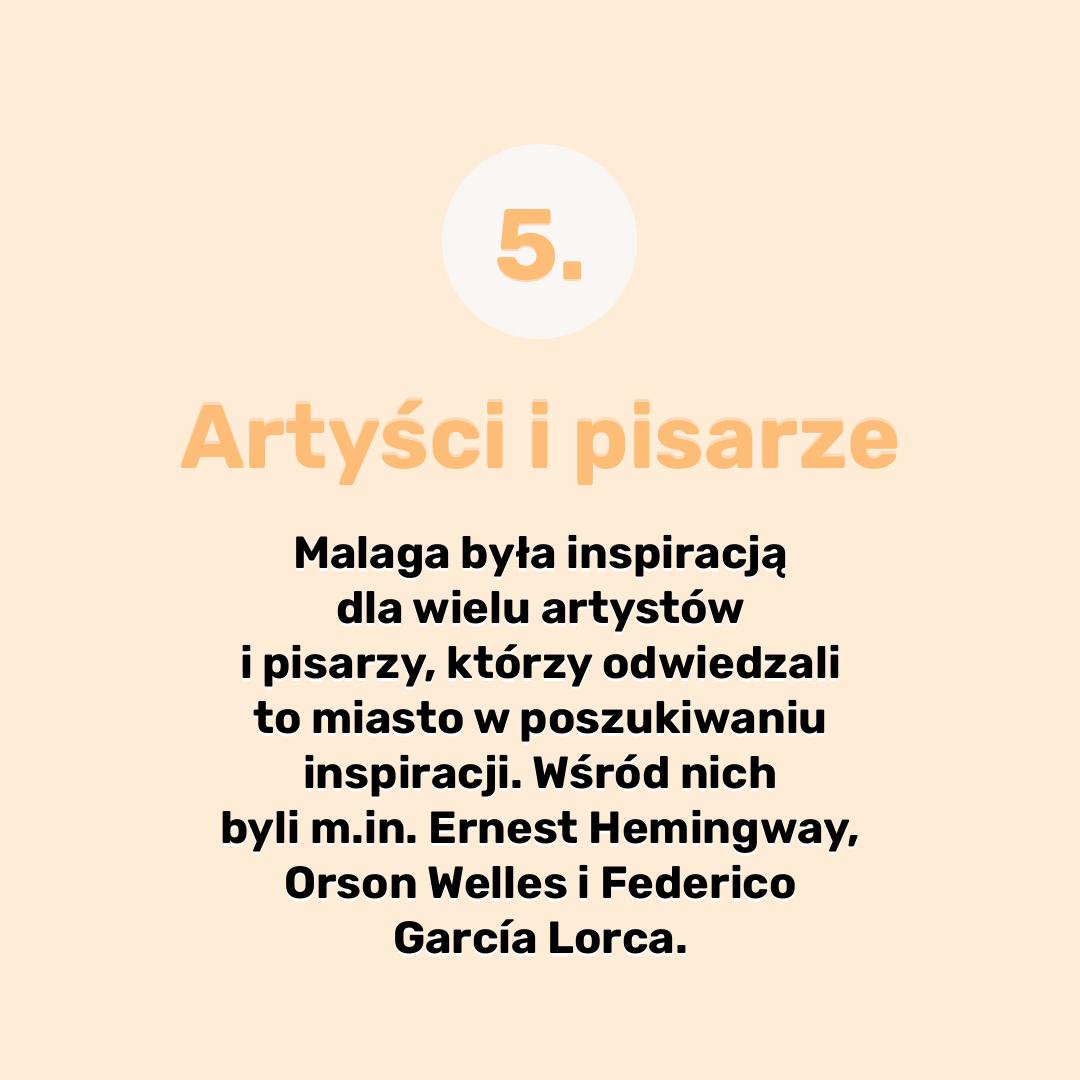 5.
Artyści i pisarze
Malaga była inspiracją
dla wielu artystów
i pisarzy, którzy odwiedzali
to miasto w poszukiwaniu
inspiracji. Wśród nich
byli m.in. Ernest Hemingway,
Orson Welles i Federico
García Lorca.